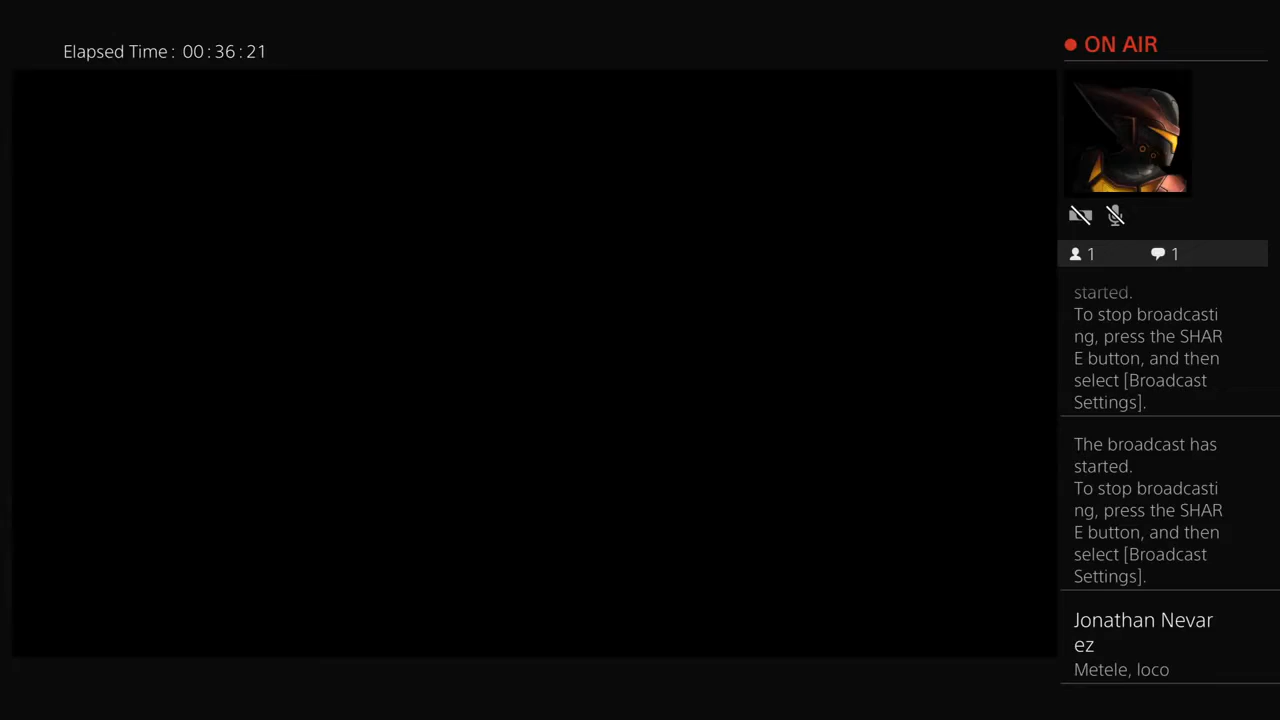 Elapsed Time: 00:36:21
ON AIR
1 1
started.
To stop broadcasti
ng, press the SHAR
E button, and then
select [Broadcast
Settings].
The broadcast has
started.
To stop broadcasti
ng, press the SHAR
E button, and then
select [Broadcast
Settings].
Jonathan Nevar
ez
Metele, loco